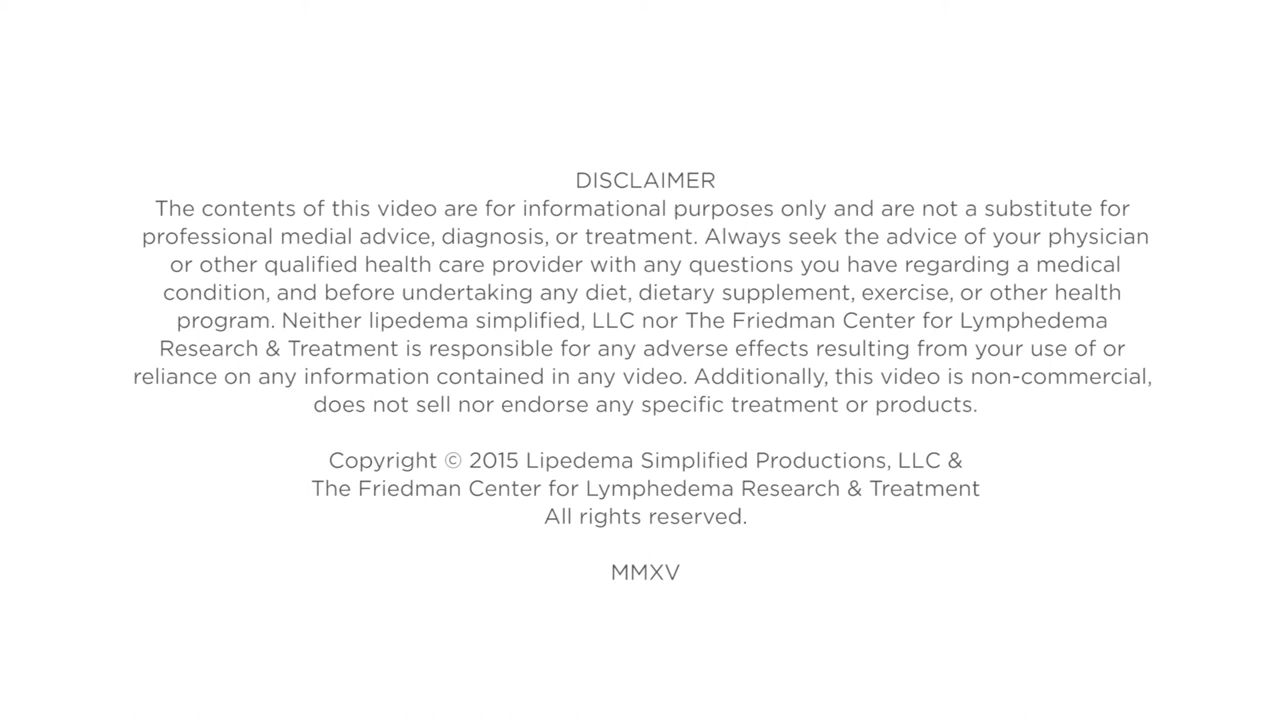 DISCLAIMER
The contents of this video are for informational purposes only and are not a substitute for
professional medial advice, diagnosis, or treatment. Always seek the advice of your physician
or other qualified health care provider with any questions you have regarding a medical
condition, and before undertaking any diet, dietary supplement, exercise, or other health
program. Neither lipedema simplified, LLC nor The Friedman Center for Lymphedema
Research & Treatment is responsible for any adverse effects resulting from your use of or
reliance on any information contained in any video. Additionally, this video is non-commercial,
does not sell nor endorse any specific treatment or products.
Copyright © 2015 Lipedema Simplified Productions, LLC &
The Friedman Center for Lymphedema Research & Treatment
All rights reserved.
MMXV